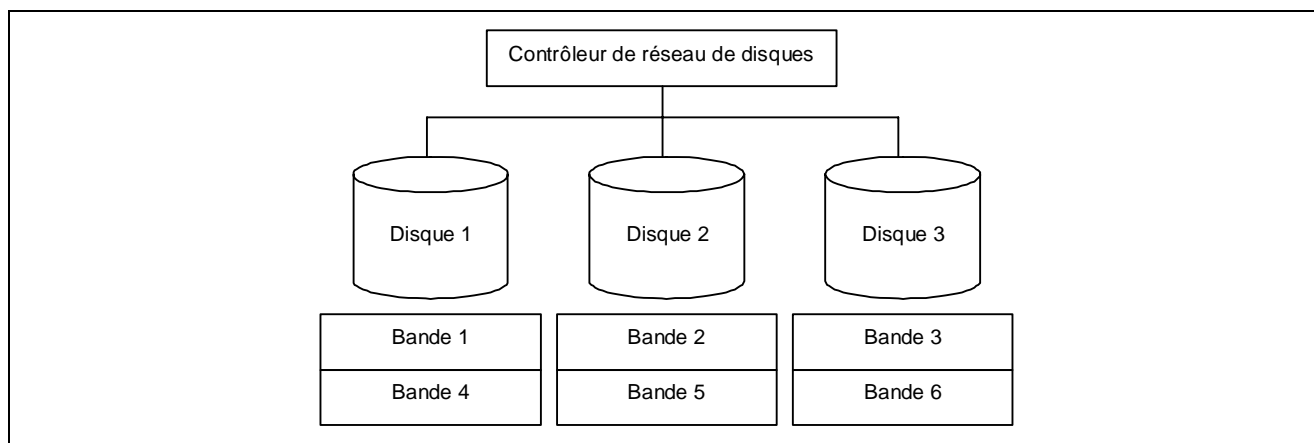 Contrôleur de réseau de disques
Disque 1
Disque 2
Disque 3
Bande 1
Bande 2
Bande 3
Bande 4
Bande 5
Bande 6